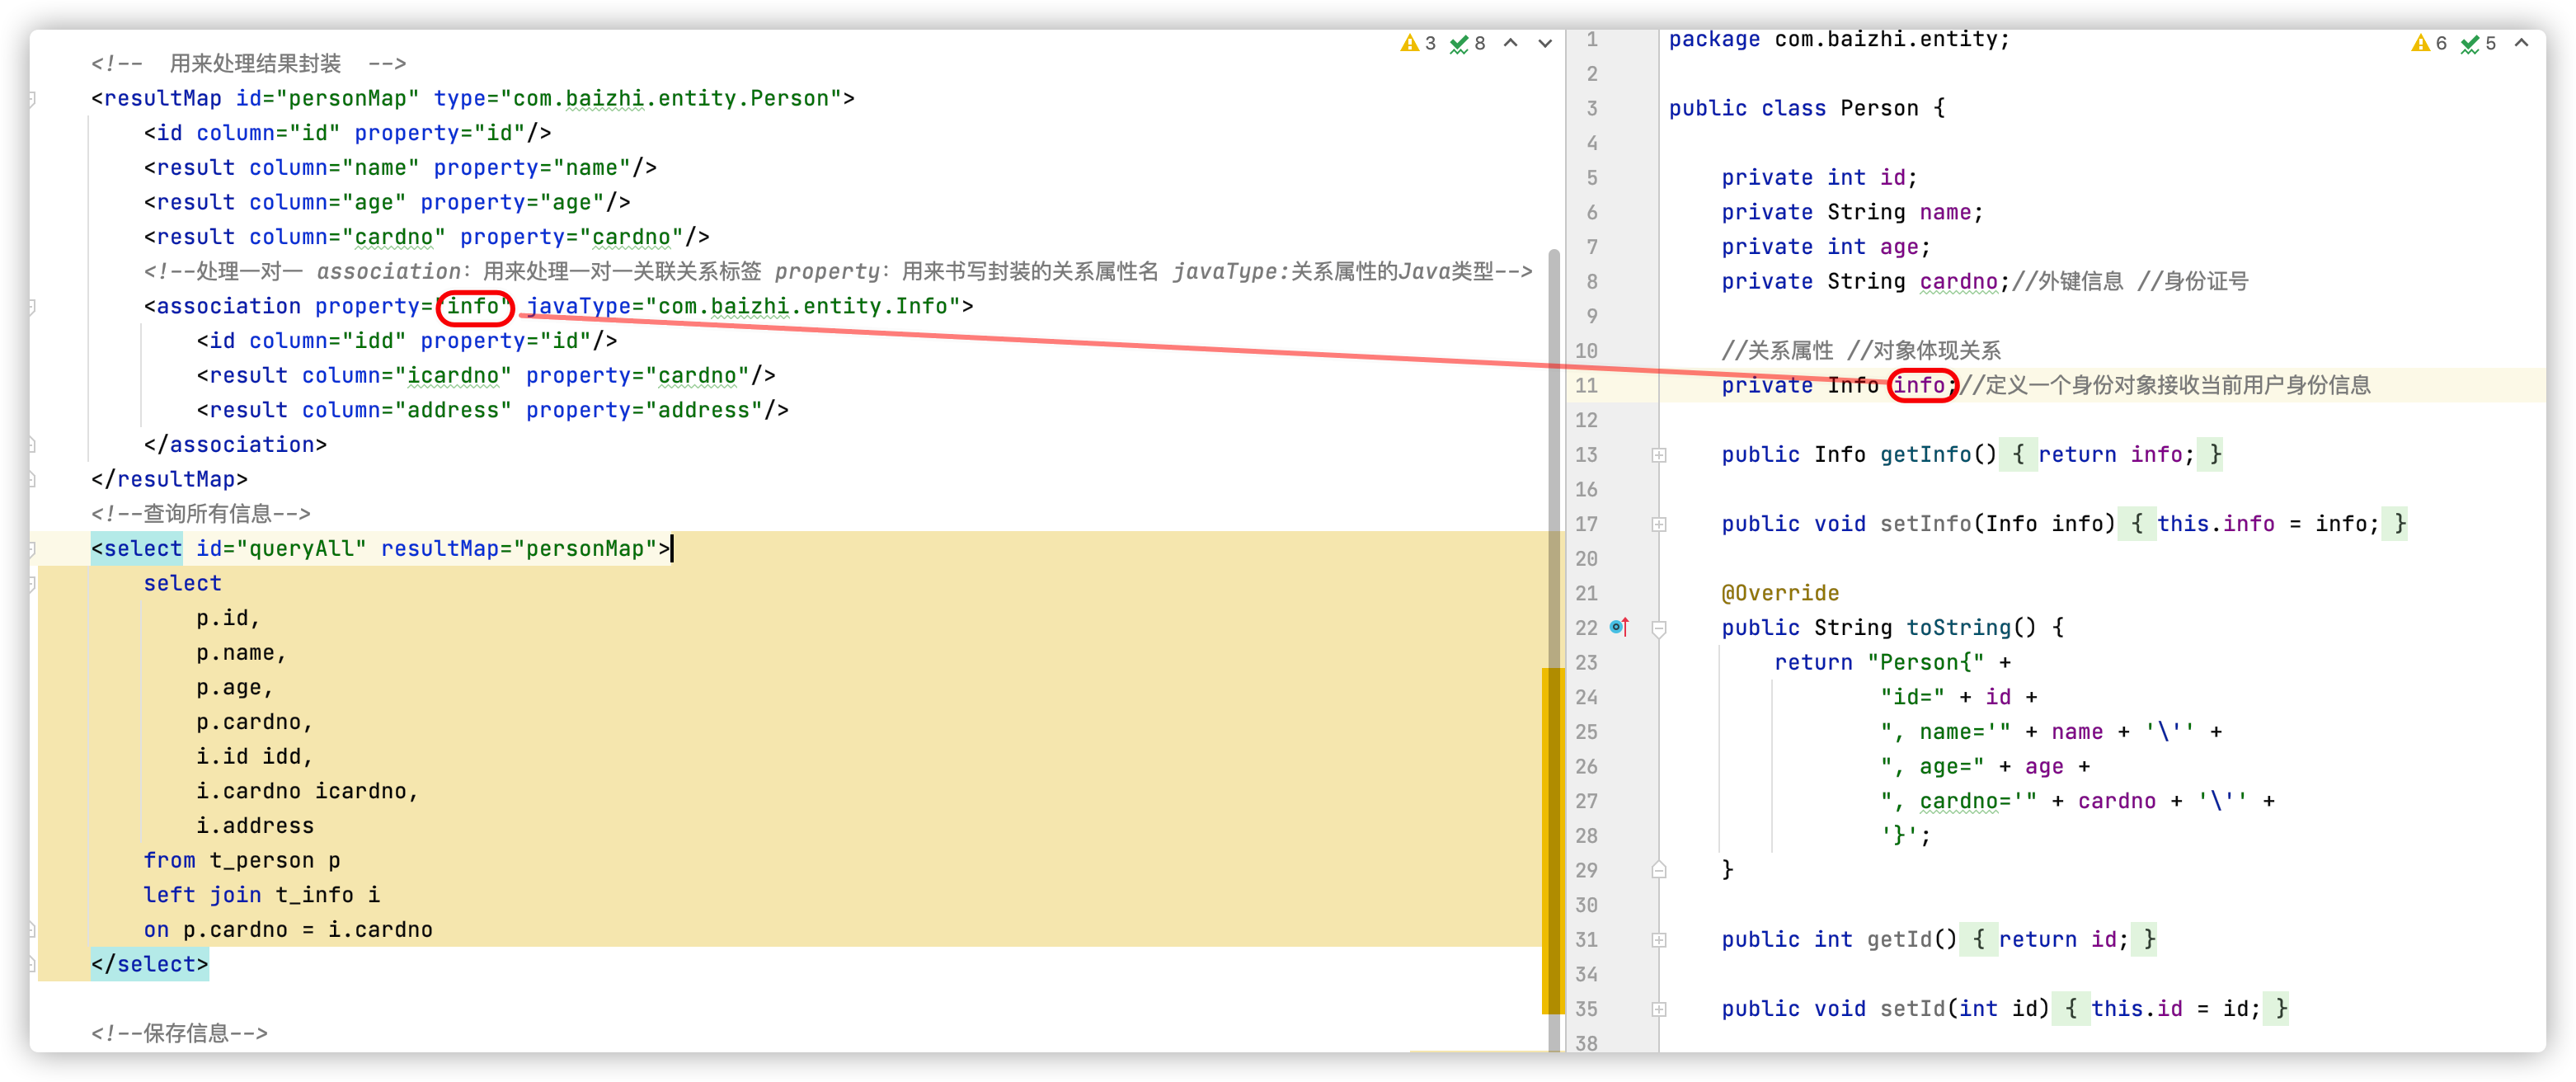 <!--  用来处理结果封装  -->
<resultMap id="personMap" type="com.baizhi.entity.Person">
    <id column="id" property="id"/>
    <result column="name" property="name"/>
    <result column="age" property="age"/>
    <result column="cardno" property="cardno"/>
    <!--处理一对一 association：用来处理一对一关联关系标签 property：用来书写封装的关系属性名 javaType:关系属性的Java类型-->
    <association property="info" javaType="com.baizhi.entity.Info">
        <id column="idd" property="id"/>
        <result column="icardno" property="cardno"/>
        <result column="address" property="address"/>
    </association>
</resultMap>
<!--查询所有信息-->
<select id="queryAll" resultMap="personMap">
    select
        p.id,
        p.name,
        p.age,
        p.cardno,
        i.id idd,
        i.cardno icardno,
        i.address
    from t_person p
    left join t_info i
    on p.cardno = i.cardno
</select>
<!--保存信息-->
3 8
6 5
1 package com.baizhi.entity;
2
3 public class Person {
4
5     private int id;
6     private String name;
7     private int age;
8     private String cardno;//外键信息 //身份证号
9
10     //关系属性 //对象体现关系
11     private Info info;//定义一个身份对象接收当前用户身份信息
12
13     public Info getInfo() { return info; }
16
17     public void setInfo(Info info) { this.info = info; }
20
21     @Override
22     public String toString() {
23         return "Person{" +
24                 "id=" + id +
25                 ", name='" + name + '\'' +
26                 ", age=" + age +
27                 ", cardno='" + cardno + '\'' +
28                 '}';
29     }
30
31     public int getId() { return id; }
34
35     public void setId(int id) { this.id = id; }
38